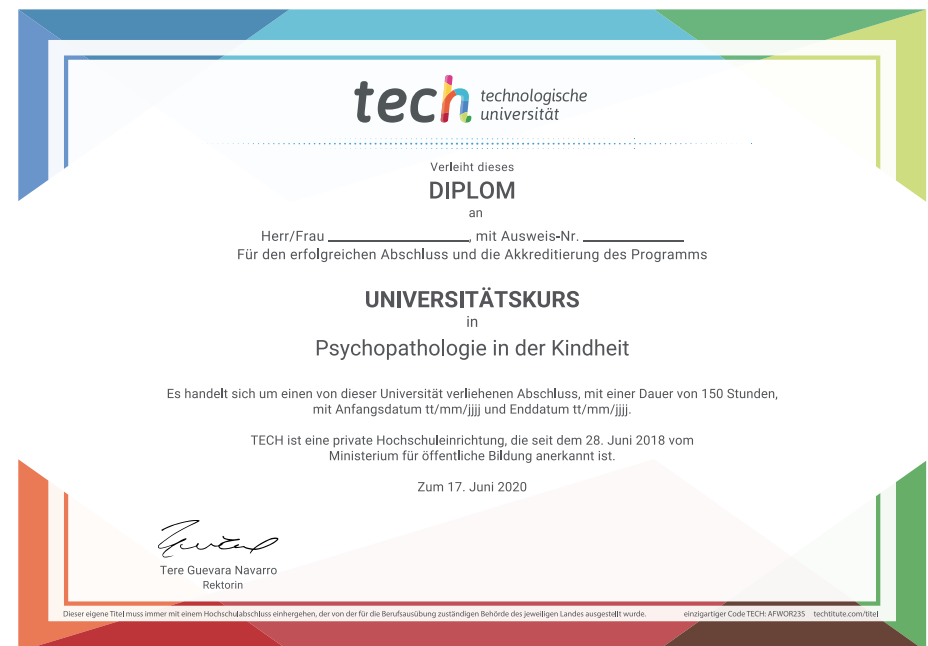 tech technologische
universität
Verleiht dieses
DIPLOM
an
Herr/Frau ____________________, mit Ausweis-Nr. ______________
Für den erfolgreichen Abschluss und die Akkreditierung des Programms
UNIVERSITÄTSKURS
in
Psychopathologie in der Kindheit
Es handelt sich um einen von dieser Universität verliehenen Abschluss, mit einer Dauer von 150 Stunden,
mit Anfangsdatum tt/mm/jjjj und Enddatum tt/mm/jjjj.
TECH ist eine private Hochschuleinrichtung, die seit dem 28. Juni 2018 vom
Ministerium für öffentliche Bildung anerkannt ist.
Zum 17. Juni 2020
Tere Guevara Navarro
Rektorin
Dieser eigene Titel muss immer mit einem Hochschulabschluss einhergehen, der von der für die Berufsausübung zuständigen Behörde des jeweiligen Landes ausgestellt wurde. einzigartiger Code TECH: AFWOR23S techtitute.com/titel